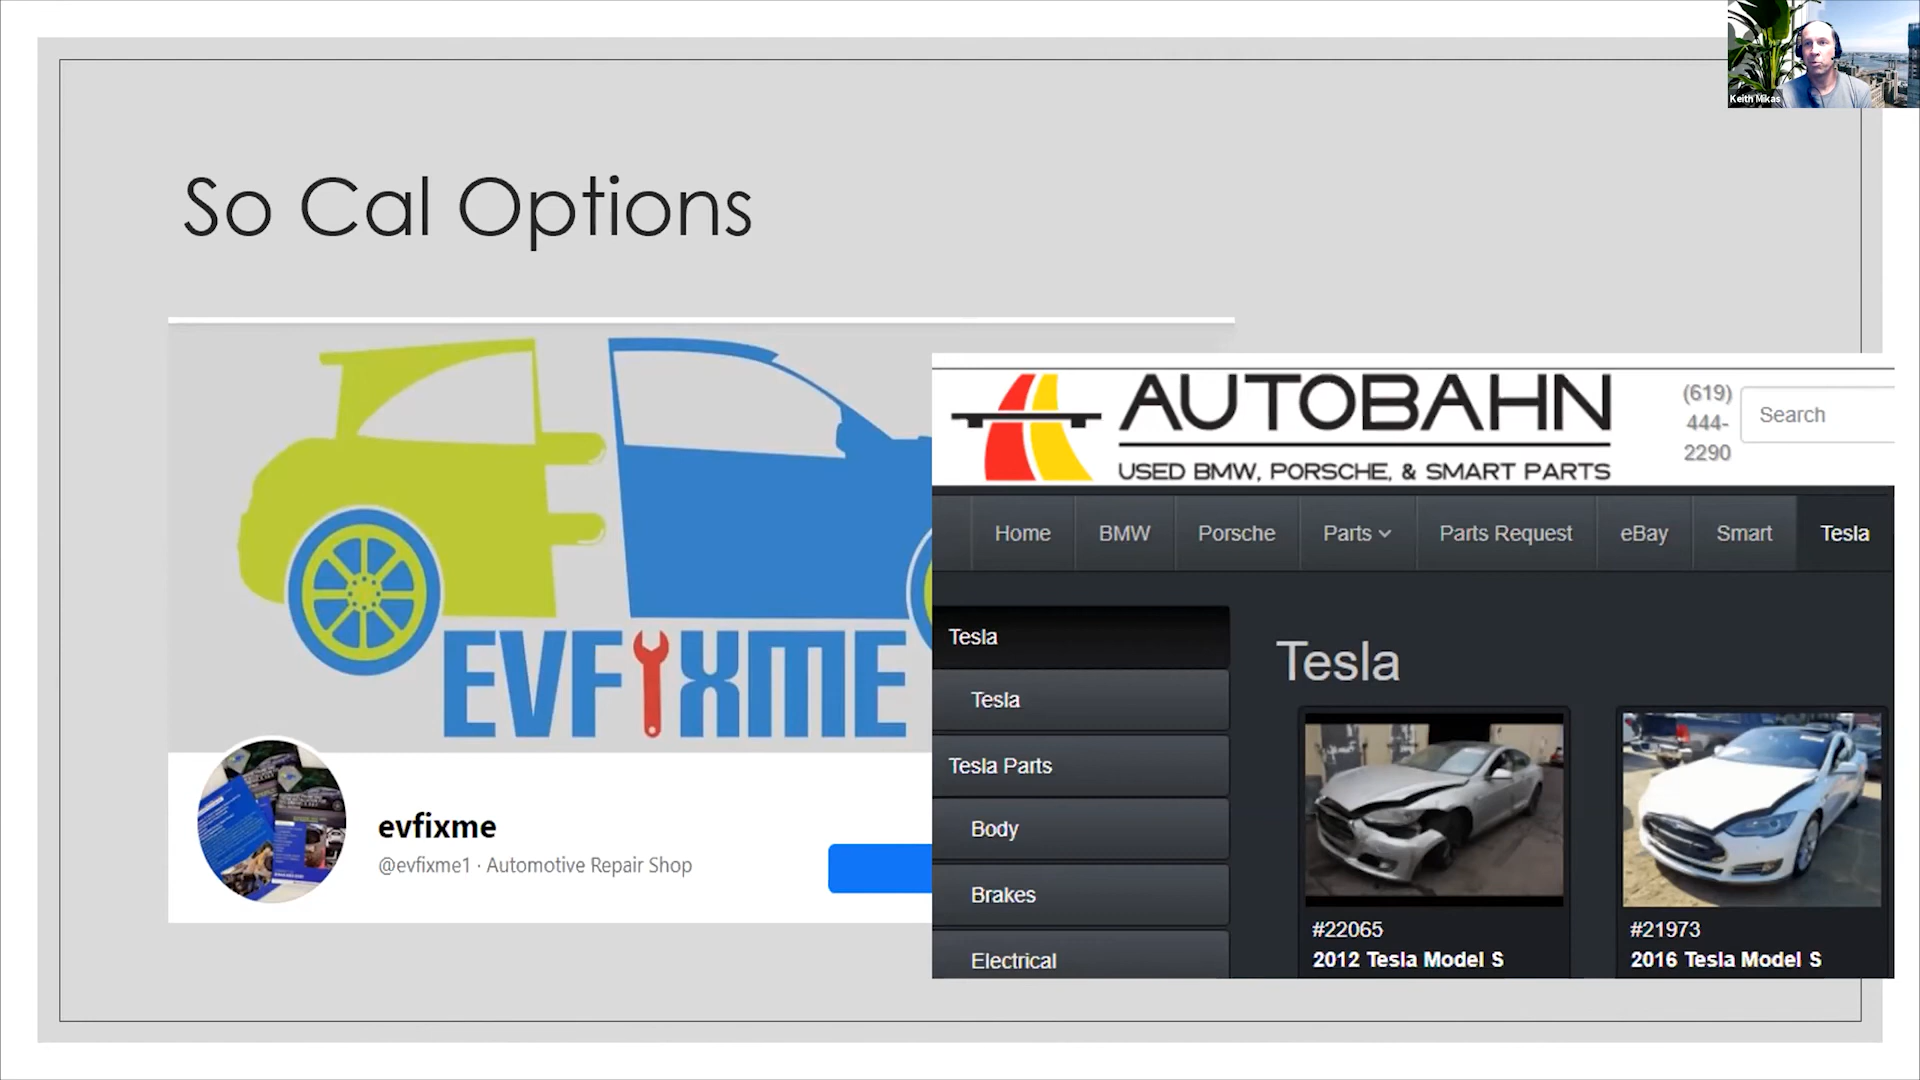 Keith Mikas
So Cal Options
EVFIXME
evfixme
@evfixme1 · Automotive Repair Shop
AUTOBAHN
USED BMW, PORSCHE, & SMART PARTS
(619)
444-
2290
Search
Home BMW Porsche Parts Parts Request eBay Smart Tesla
Tesla
Tesla
Tesla Parts
Body
Brakes
Electrical
Tesla
#22065
2012 Tesla Model S
#21973
2016 Tesla Model S